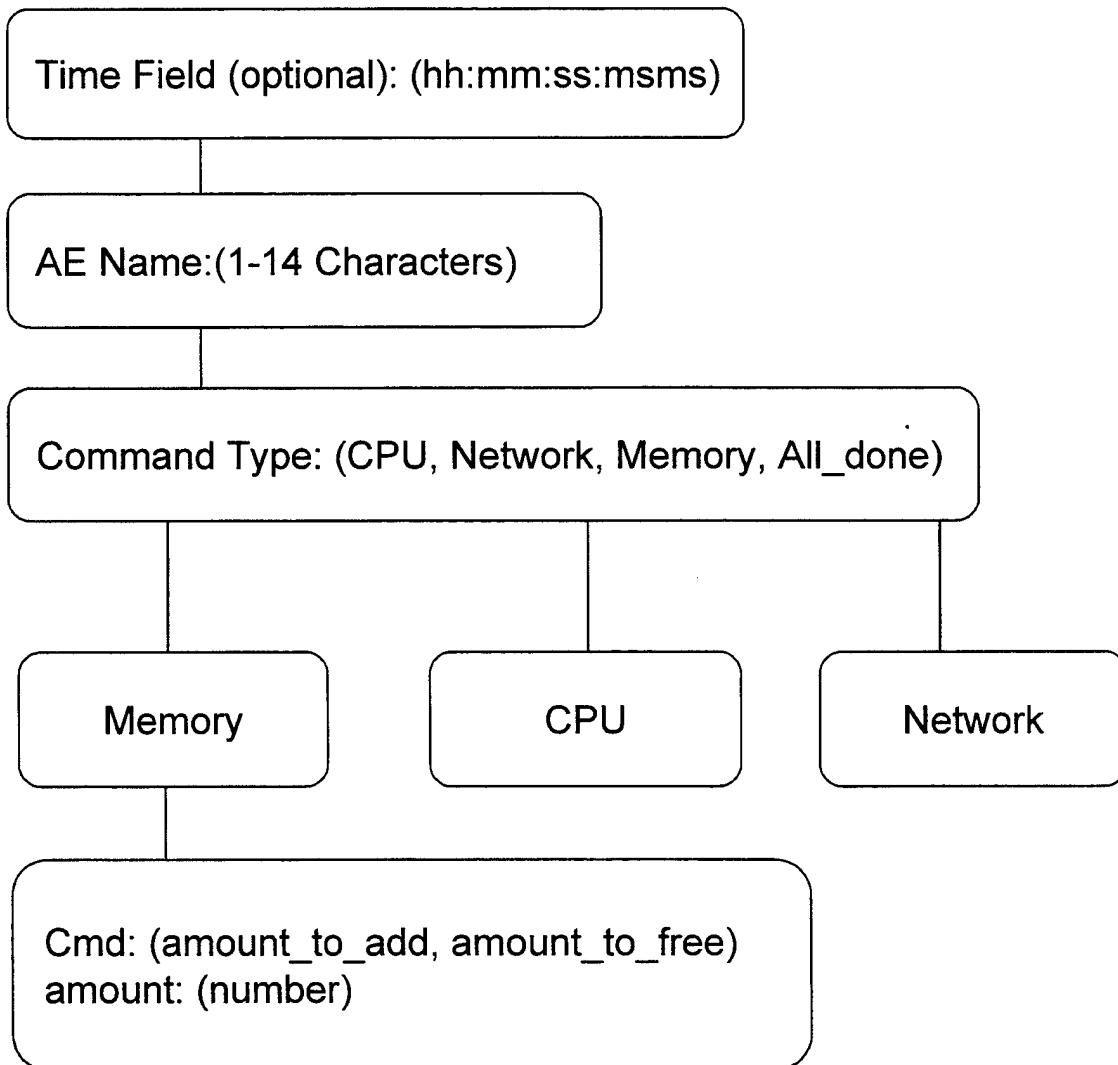 Time Field (optional): (hh:mm:ss:msms)
AE Name:(1-14 Characters)
Command Type: (CPU, Network, Memory, All_done)
Memory
CPU
Network
Cmd: (amount_to_add, amount_to_free)
amount: (number)